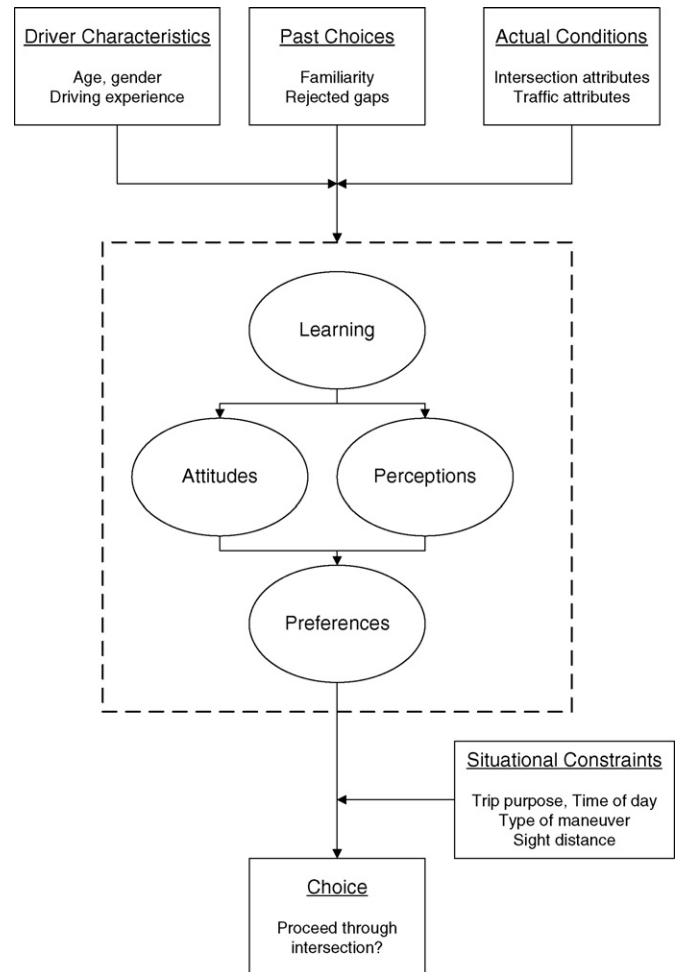 Driver Characteristics
Age, gender
Driving experience
Past Choices
Familiarity
Rejected gaps
Actual Conditions
Intersection attributes
Traffic attributes
Learning
Attitudes
Perceptions
Preferences
Situational Constraints
Trip purpose, Time of day
Type of maneuver
Sight distance
Choice
Proceed through
intersection?